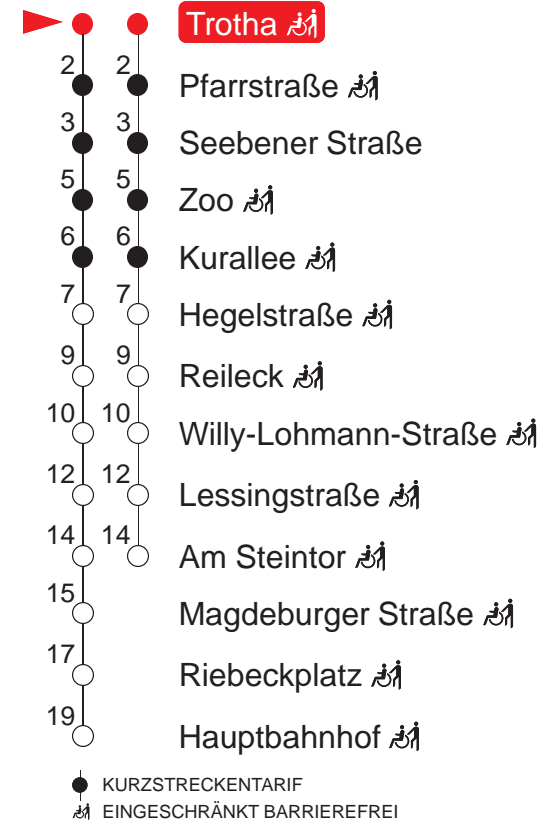 Trotha
2 2 Pfarrstraße
3 3 Seebener Straße
5 5 Zoo
6 6 Kurallee
7 7 Hegelstraße
9 9 Reileck
10 10 Willy-Lohmann-Straße
12 12 Lessingstraße
14 14 Am Steintor
15 Magdeburger Straße
17 Riebeckplatz
19 Hauptbahnhof
KURZSTRECKENTARIF
EINGESCHRÄNKT BARRIEREFREI